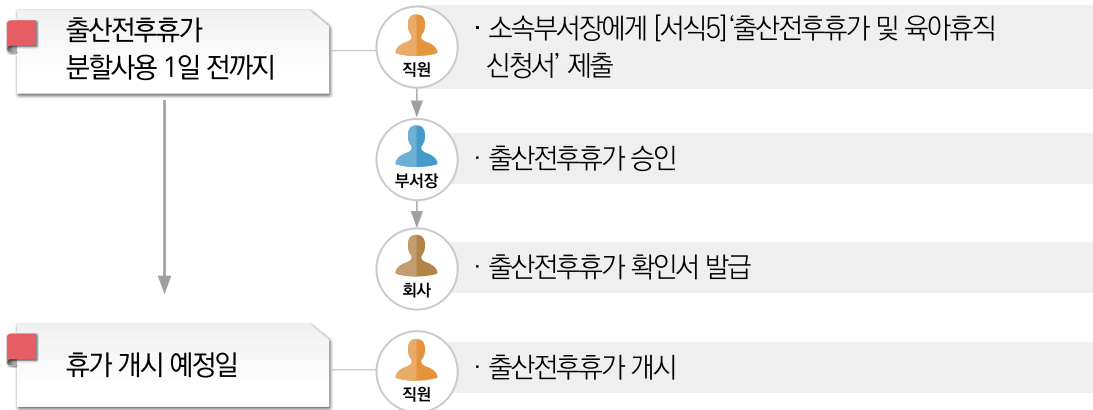 출산전후휴가
분할사용 1일 전까지
직원
· 소속부서장에게 [서식5]‘출산전후휴가 및 육아휴직
신청서’ 제출
부서장
· 출산전후휴가 승인
회사
· 출산전후휴가 확인서 발급
휴가 개시 예정일
직원
· 출산전후휴가 개시